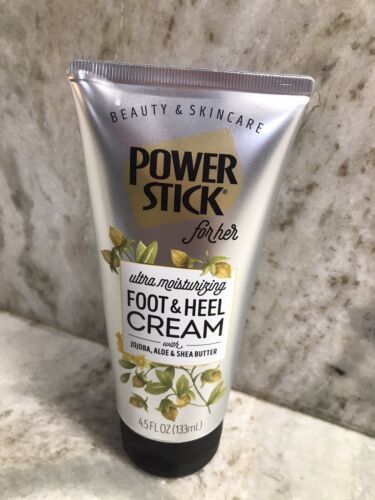 BEAUTY & SKINCARE
POWER
STICK®
for her
ultra moisturizing
FOOT & HEEL
CREAM
with
JOJOBA, ALOE & SHEA BUTTER
4.5 FL OZ (133mL)